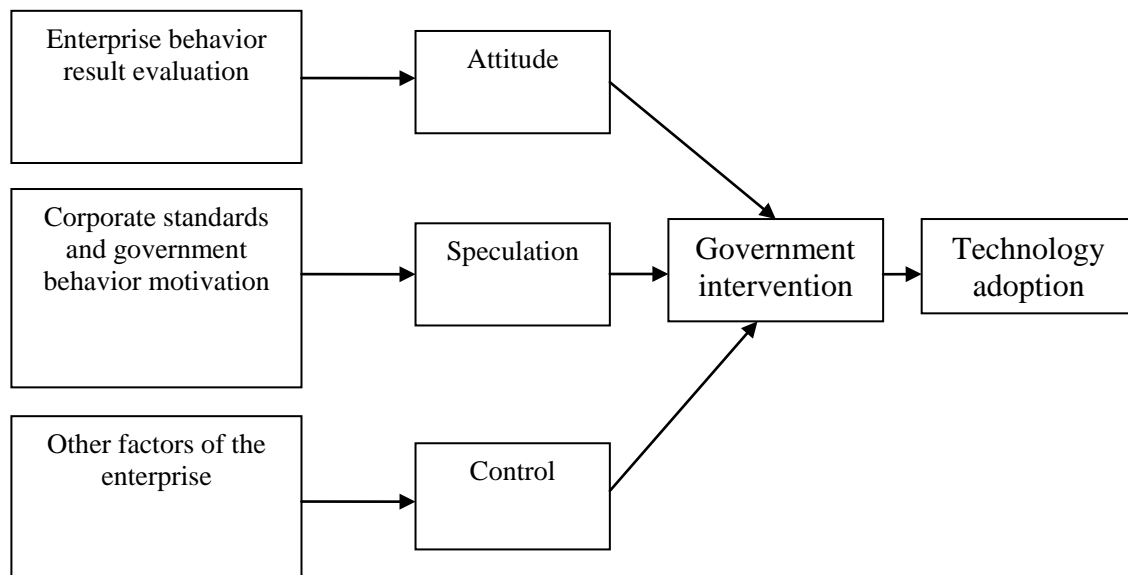 Enterprise behavior
result evaluation
Attitude
Corporate standards
and government
behavior motivation
Speculation
Government
intervention
Technology
adoption
Other factors of the
enterprise
Control